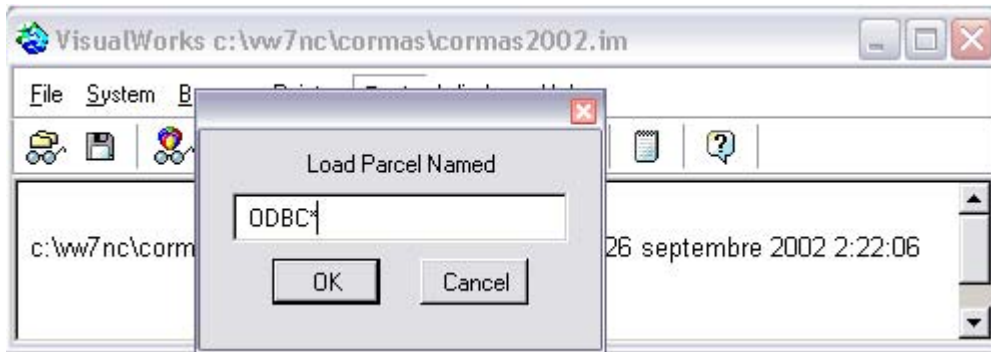 VisualWorks c:\vw7nc\cormas\cormas2002.im
File System B
Load Parcel Named
ODBC*
c:\vw7nc\corm 26 septembre 2002 2:22:06
OK Cancel